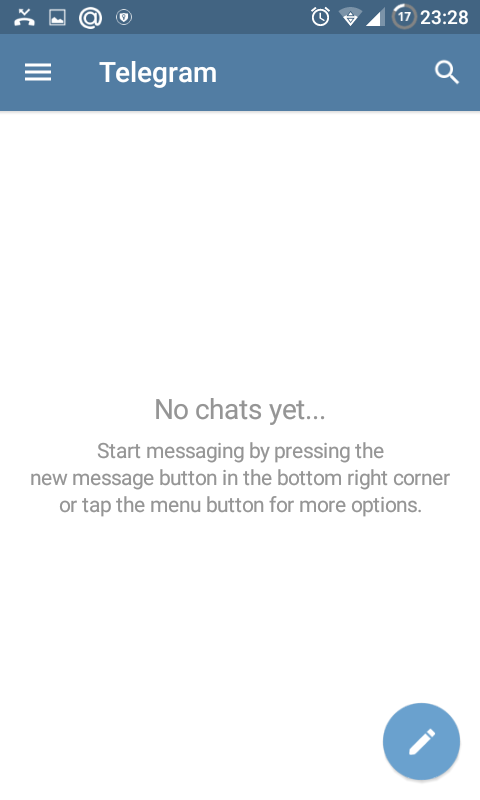 17 23:28
Telegram
No chats yet...
Start messaging by pressing the
new message button in the bottom right corner
or tap the menu button for more options.